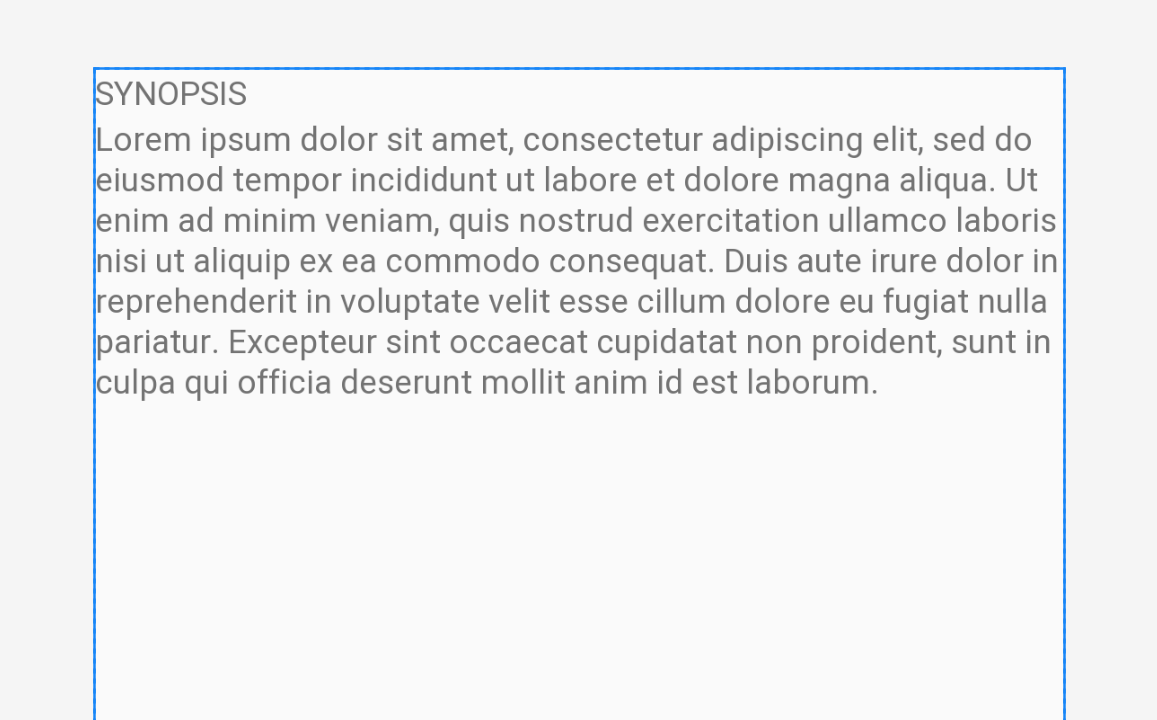 SYNOPSIS
Lorem ipsum dolor sit amet, consectetur adipiscing elit, sed do
eiusmod tempor incididunt ut labore et dolore magna aliqua. Ut
enim ad minim veniam, quis nostrud exercitation ullamco laboris
nisi ut aliquip ex ea commodo consequat. Duis aute irure dolor in
reprehenderit in voluptate velit esse cillum dolore eu fugiat nulla
pariatur. Excepteur sint occaecat cupidatat non proident, sunt in
culpa qui officia deserunt mollit anim id est laborum.